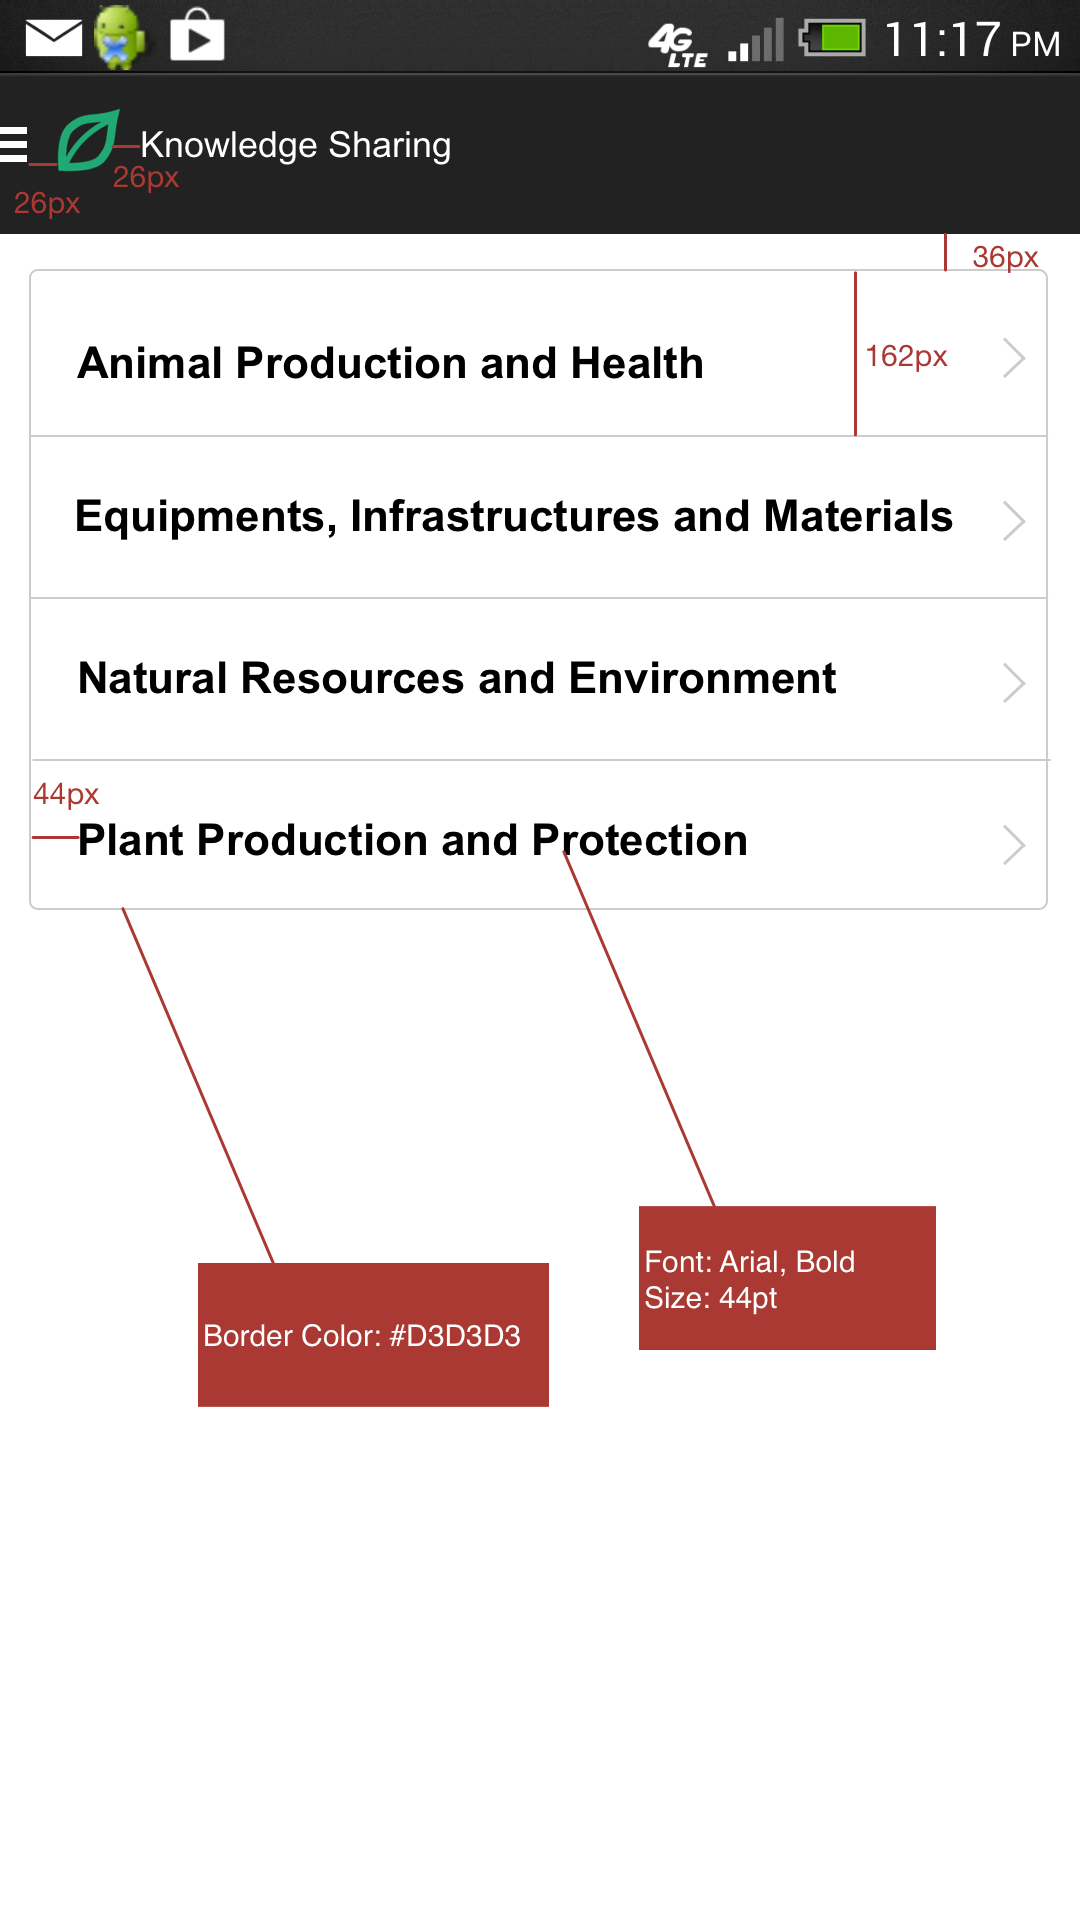 4G LTE 11:17 PM
Knowledge Sharing
26px
26px
36px
Animal Production and Health
162px
Equipments, Infrastructures and Materials
Natural Resources and Environment
44px
Plant Production and Protection
Font: Arial, Bold
Size: 44pt
Border Color: #D3D3D3